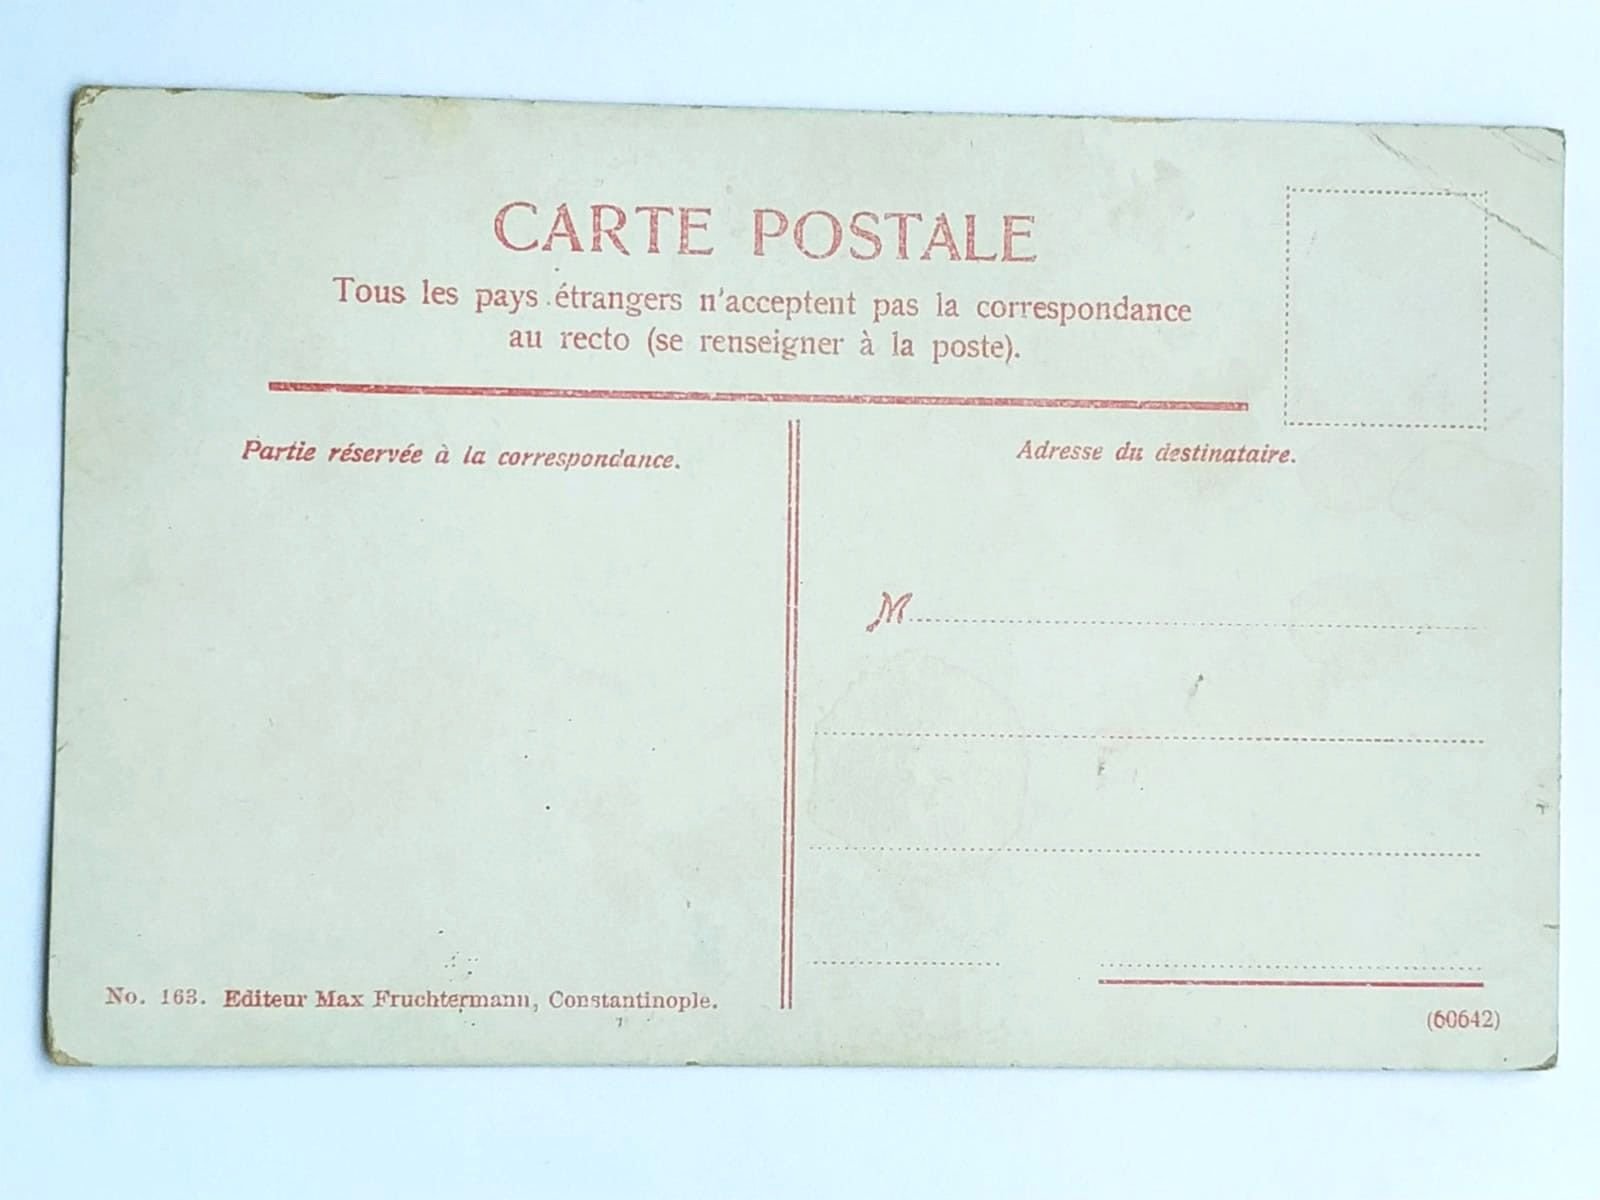 CARTE POSTALE
Tous les pays étrangers n'acceptent pas la correspondance
au recto (se renseigner à la poste).
Partie réservée à la correspondance.
Adresse du destinataire.
M
No. 163. Editeur Max Fruchtermann, Constantinople.
(60642)